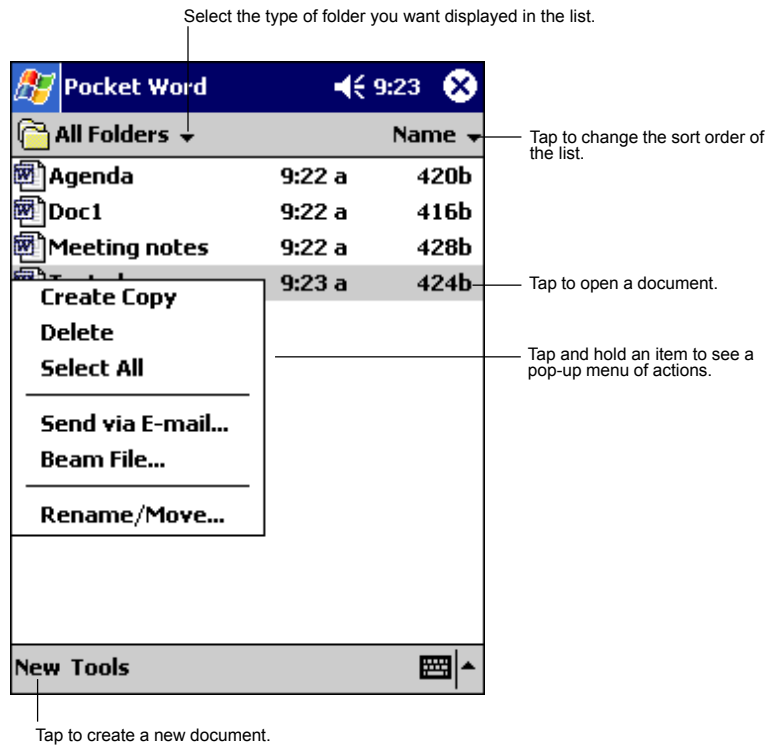 Select the type of folder you want displayed in the list.
Pocket Word 9:23
All Folders Name
Tap to change the sort order of
the list.
Agenda 9:22 a 420b
Doc1 9:22 a 416b
Meeting notes 9:22 a 428b
9:23 a 424b
Tap to open a document.
Create Copy
Delete
Select All
Tap and hold an item to see a
pop-up menu of actions.
Send via E-mail...
Beam File...
Rename/Move...
New Tools
Tap to create a new document.